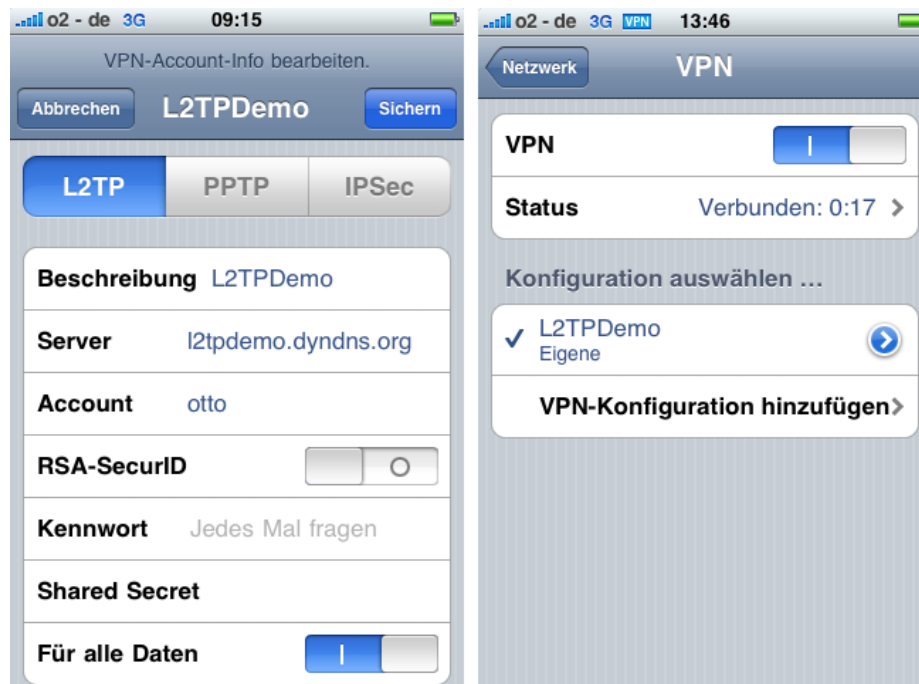 o2 - de 3G 09:15
VPN-Account-Info bearbeiten.
Abbrechen L2TPDemo Sichern
L2TP PPTP IPSec
Beschreibung L2TPDemo
Server l2tpdemo.dyndns.org
Account otto
RSA-SecurID
Kennwort Jedes Mal fragen
Shared Secret
Für alle Daten
o2 - de 3G VPN 13:46
Netzwerk VPN
VPN
Status Verbunden: 0:17
Konfiguration auswählen ...
L2TPDemo
Eigene
VPN-Konfiguration hinzufügen